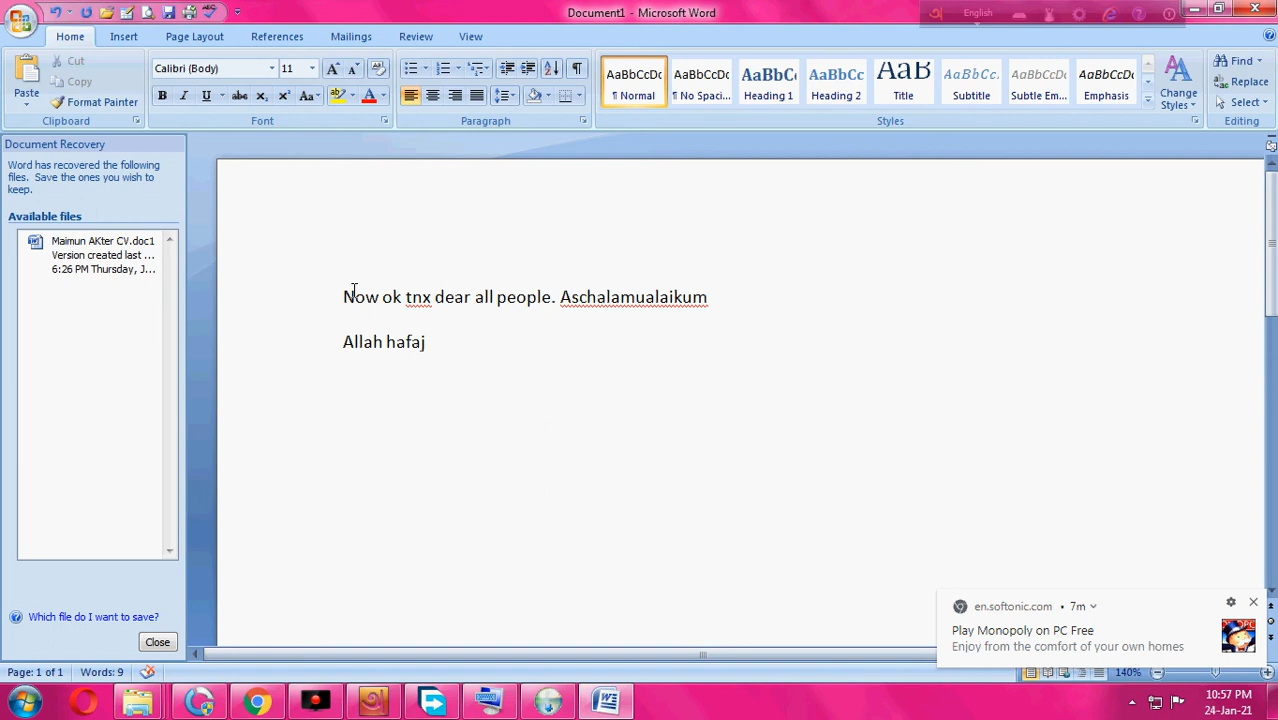 Document1 - Microsoft Word
English
Home Insert Page Layout References Mailings Review View
Cut
Copy
Format Painter
Paste
Clipboard
Calibri (Body) 11
Font
Paragraph
AaBbCcDc AaBbCcDc AaBbC AaBbCc AaB AaBbCc. AaBbCcDc AaBbCcDc
¶ Normal ¶ No Spaci... Heading 1 Heading 2 Title Subtitle Subtle Em... Emphasis
Change Styles
Styles
Find
Replace
Select
Editing
Document Recovery
Word has recovered the following
files. Save the ones you wish to
keep.
Available files
Maimun AKter CV.doc1
Version created last ...
6:26 PM Thursday, J...
Which file do I want to save?
Close
Now ok tnx dear all people. Aschalamualaikum
Allah hafaj
en.softonic.com • 7m
Play Monopoly on PC Free
Enjoy from the comfort of your own homes
Page: 1 of 1 Words: 9
140%
10:57 PM
24-Jan-21